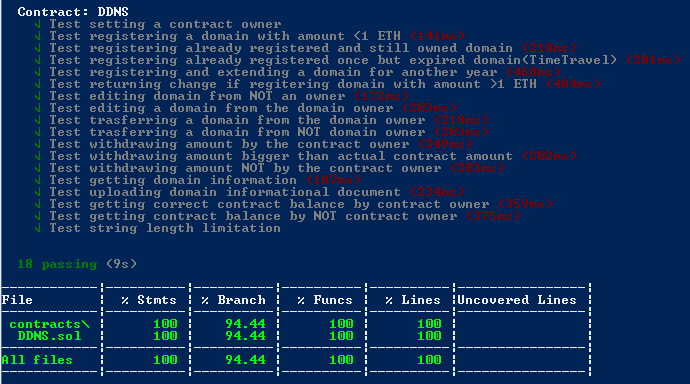 Contract: DDNS
√ Test setting a contract owner
√ Test registering a domain with amount <1 ETH (141ms)
√ Test registering already registered and still owned domain (218ms)
√ Test registering already registered once but expired domain(TimeTravel) (281ms)
√ Test registering and extending a domain for another year (468ms)
√ Test returning change if regitering domain with amount >1 ETH (484ms)
√ Test editing domain from NOT an owner (172ms)
√ Test editing a domain from the domain owner (203ms)
√ Test trasferring a domain from the domain owner (218ms)
√ Test trasferring a domain from NOT domain owner (203ms)
√ Test withdrawing amount by the contract owner (249ms)
√ Test withdrawing amount bigger than actual contract amount (202ms)
√ Test withdrawing amount NOT by the contract owner (203ms)
√ Test getting domain information (187ms)
√ Test uploading domain informational document (234ms)
√ Test getting correct contract balance by contract owner (359ms)
√ Test getting contract balance by NOT contract owner (375ms)
√ Test string length limitation
18 passing (9s)
File | % Stmts | % Branch | % Funcs | % Lines |Uncovered Lines |
contracts\ | 100 | 94.44 | 100 | 100 | |
DDNS.sol | 100 | 94.44 | 100 | 100 | |
All files | 100 | 94.44 | 100 | 100 | |